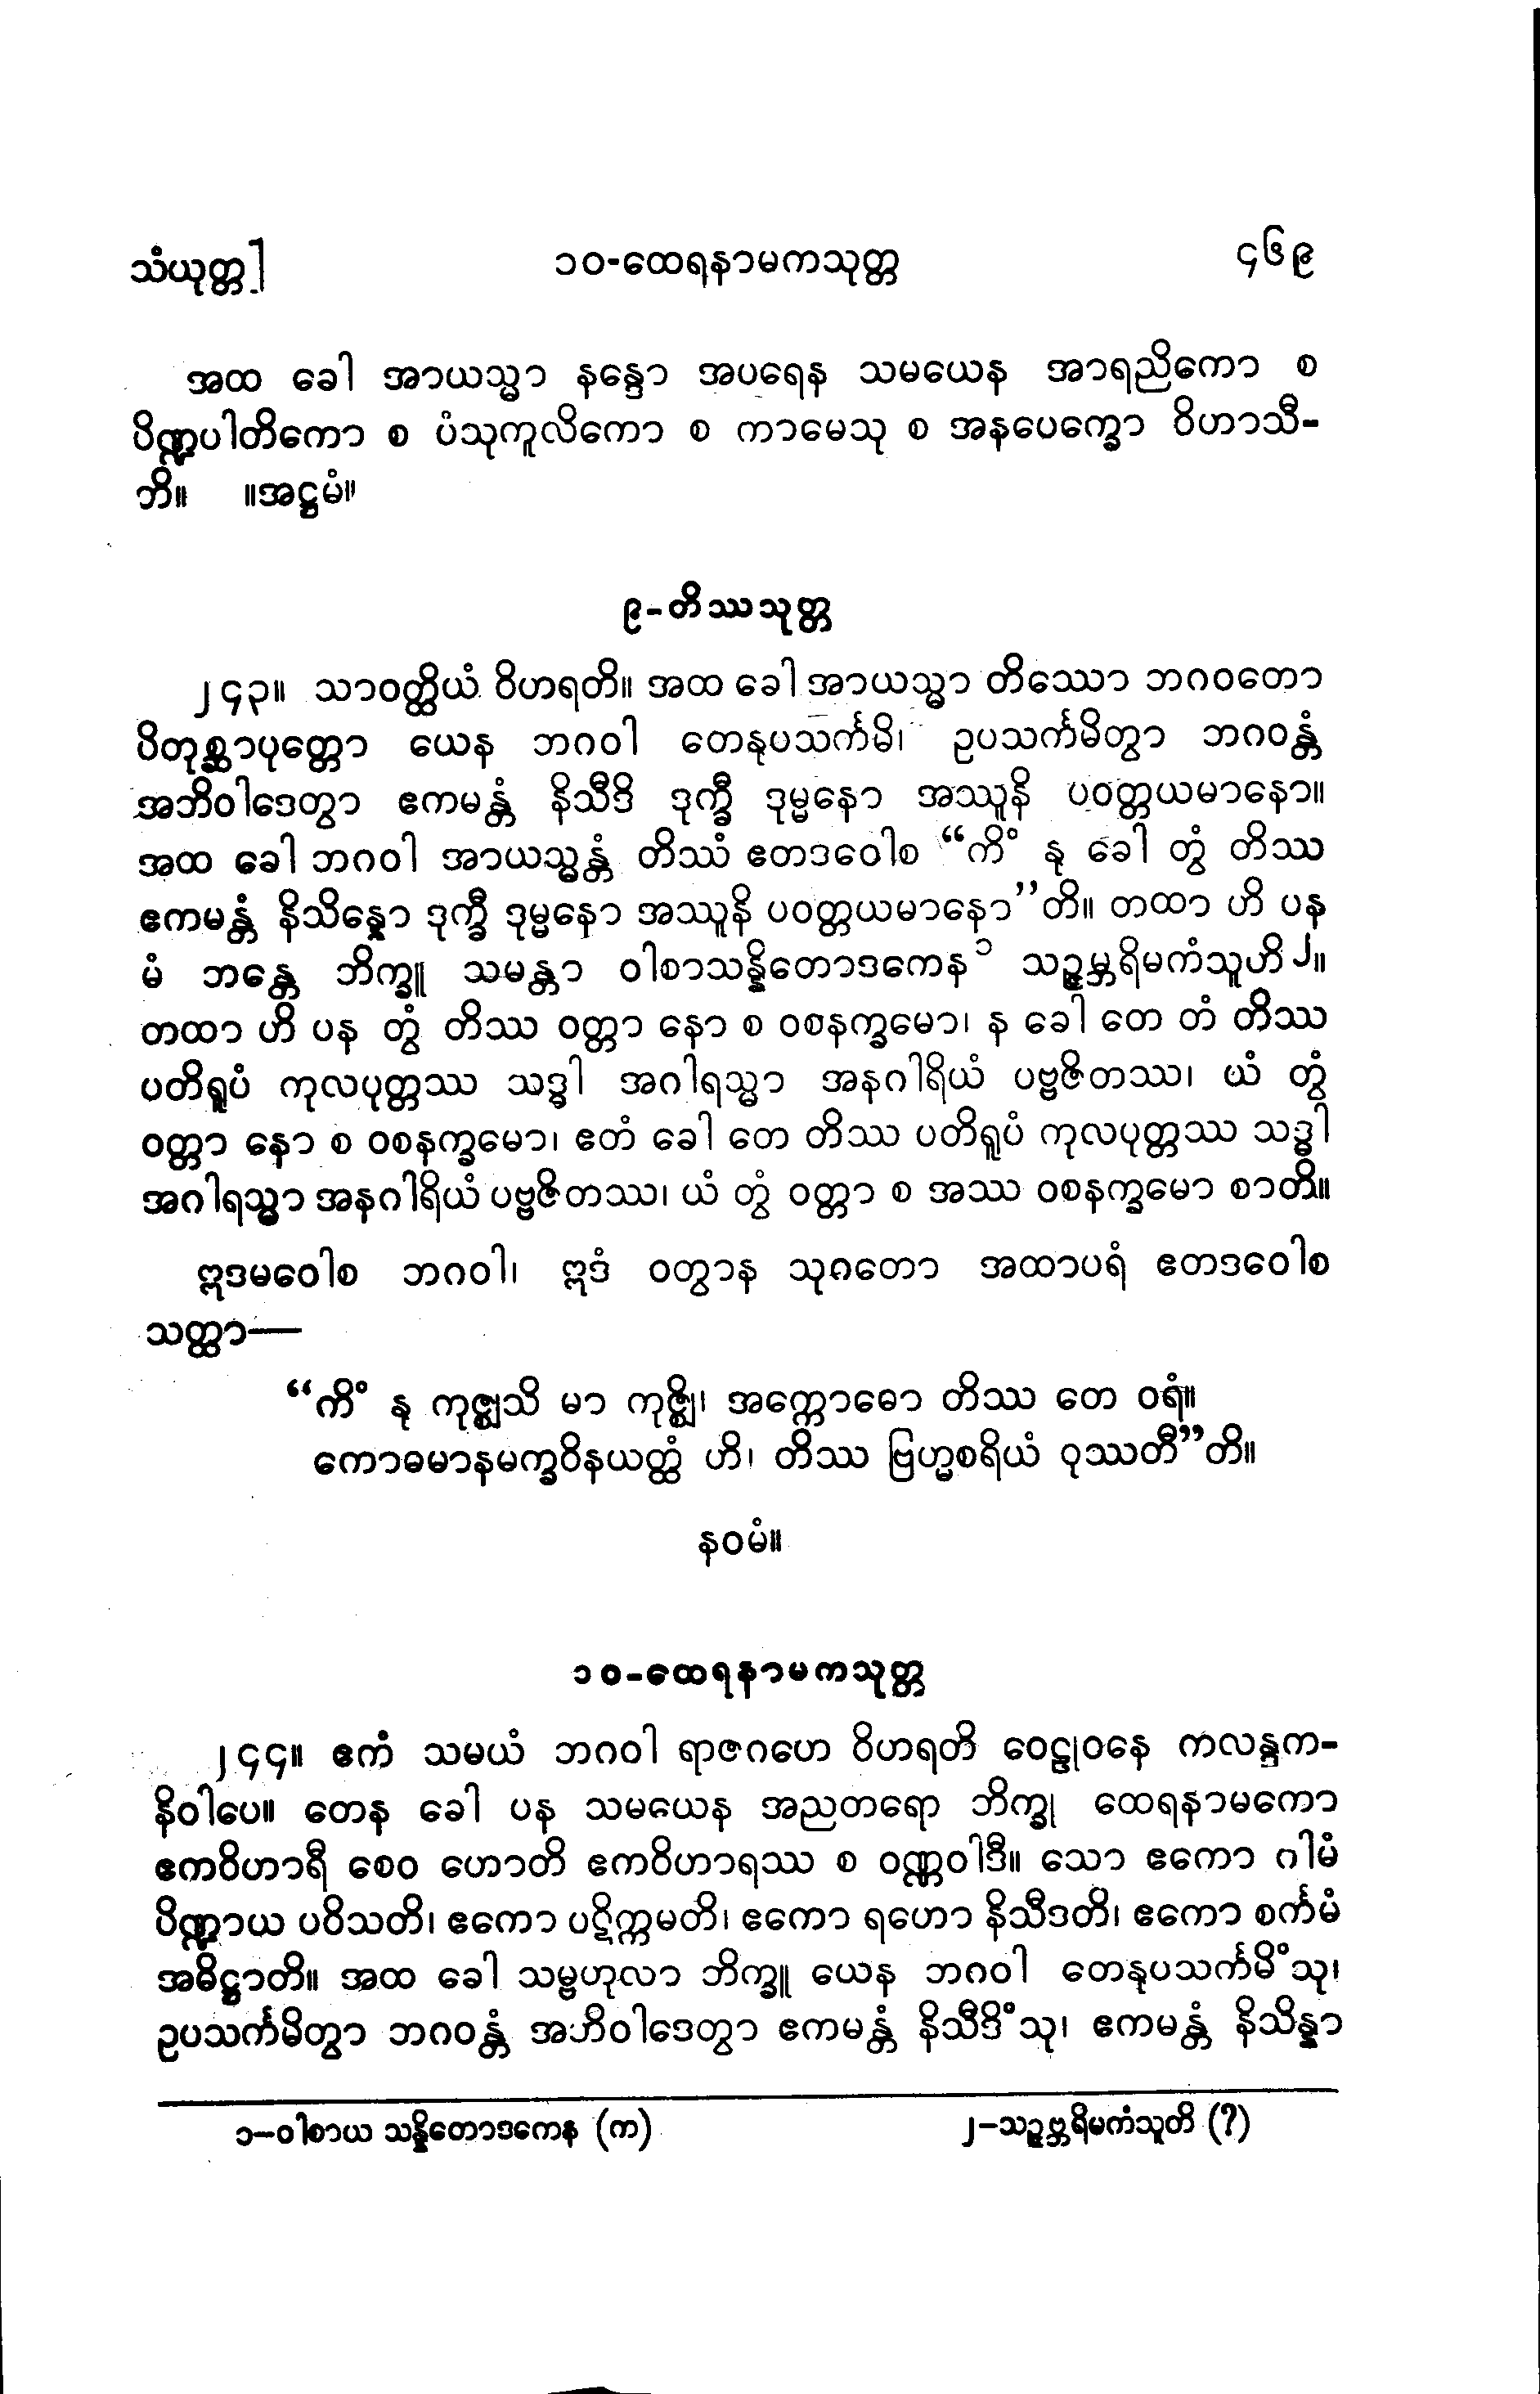 သံယုတ္တ] ၁၀-ထေရနာမကသုတ္တ ၄၆၉
အထ ခေါ အာယသ္မာ နန္ဒော အပရေန သမယေန အာရညိကော စ
ပိဏ္ဍပါတိကော စ ပံသုကူလိကော စ ကာမေသု စ အနပေက္ခော ဝိဟာသီ-
ဘိ။ ။အဋ္ဌမံ။
၉-တိဿသုတ္တ
၂၄၃။ သာဝတ္ထိယံ ဝိဟရတိ။ အထ ခေါ အာယသ္မာ တိဿော ဘဂဝတော
ပိတုစ္ဆာပုတ္တော ယေန ဘဂဝါ တေနုပသင်္ကမိ၊ ဥပသင်္ကမိတွာ ဘဂဝန္တံ
အဘိဝါဒေတွာ ဧကမန္တံ နိသီဒိ ဒုက္ခီ ဒုမ္မနော အဿူနိ ပဝတ္တယမာနော။
အထ ခေါ ဘဂဝါ အာယသ္မန္တံ တိဿံ ဧတဒဝေါစ “ကိံ နု ခေါ တွံ တိဿ
ဧကမန္တံ နိသိန္နော ဒုက္ခီ ဒုမ္မနော အဿူနိ ပဝတ္တယမာနော”တိ။ တထာ ဟိ ပန
မံ ဘန္တေ ဘိက္ခူ သမန္တာ ဝါစာသန္နိတောဒကေန၁ သဉ္ဇမ္ဘရိမကံသူဟိ၂။
တထာ ဟိ ပန တွံ တိဿ ဝတ္တာ နော စ ဝစနက္ခမော၊ န ခေါ တေ တံ တိဿ
ပတိရူပံ ကုလပုတ္တဿ သဒ္ဓါ အဂါရသ္မာ အနဂါရိယံ ပဗ္ဗဇိတဿ၊ ယံ တွံ
ဝတ္တာ နော စ ဝစနက္ခမော၊ ဧတံ ခေါ တေ တိဿ ပတိရူပံ ကုလပုတ္တဿ သဒ္ဓါ
အဂါရသ္မာ အနဂါရိယံ ပဗ္ဗဇိတဿ၊ ယံ တွံ ဝတ္တာ စ အဿ ဝစနက္ခမော စာတိ။
ဣဒမဝေါစ ဘဂဝါ၊ ဣဒံ ဝတွာန သုဂတော အထာပရံ ဧတဒဝေါစ
သတ္ထာ—
“ကိံ နု ကုဇ္ဈသိ မာ ကုဇ္ဈိ၊ အက္ကောဓော တိဿ တေ ဝရံ။
ကောဓမာနမက္ခဝိနယတ္ထံ ဟိ၊ တိဿ ဗြဟ္မစရိယံ ဝုဿတီ”တိ။
နဝမံ။
၁၀-ထေရနာမကသုတ္တ
၂၄၄။ ဧကံ သမယံ ဘဂဝါ ရာဇဂဟေ ဝိဟရတိ ဝေဠုဝနေ ကလန္ဒက-
နိဝါပေ။ တေန ခေါ ပန သမယေန အညတရော ဘိက္ခု ထေရနာမကော
ဧကဝိဟာရီ စေဝ ဟောတိ ဧကဝိဟာရဿ စ ဝဏ္ဏဝါဒီ။ သော ဧကော ဂါမံ
ပိဏ္ဍာယ ပဝိသတိ၊ ဧကော ပဋိက္ကမတိ၊ ဧကော ရဟော နိသီဒတိ၊ ဧကော စင်္ကမံ
အဓိဋ္ဌာတိ။ အထ ခေါ သမ္ဗဟုလာ ဘိက္ခူ ယေန ဘဂဝါ တေနုပသင်္ကမိံသု၊
ဥပသင်္ကမိတွာ ဘဂဝန္တံ အဘိဝါဒေတွာ ဧကမန္တံ နိသီဒိံသု၊ ဧကမန္တံ နိသိန္နာ
၁-ဝါစာယ သန္နိတောဒကေန (က) ၂-သဉ္ဇဗ္ဘရိမကံသူတိ (?)